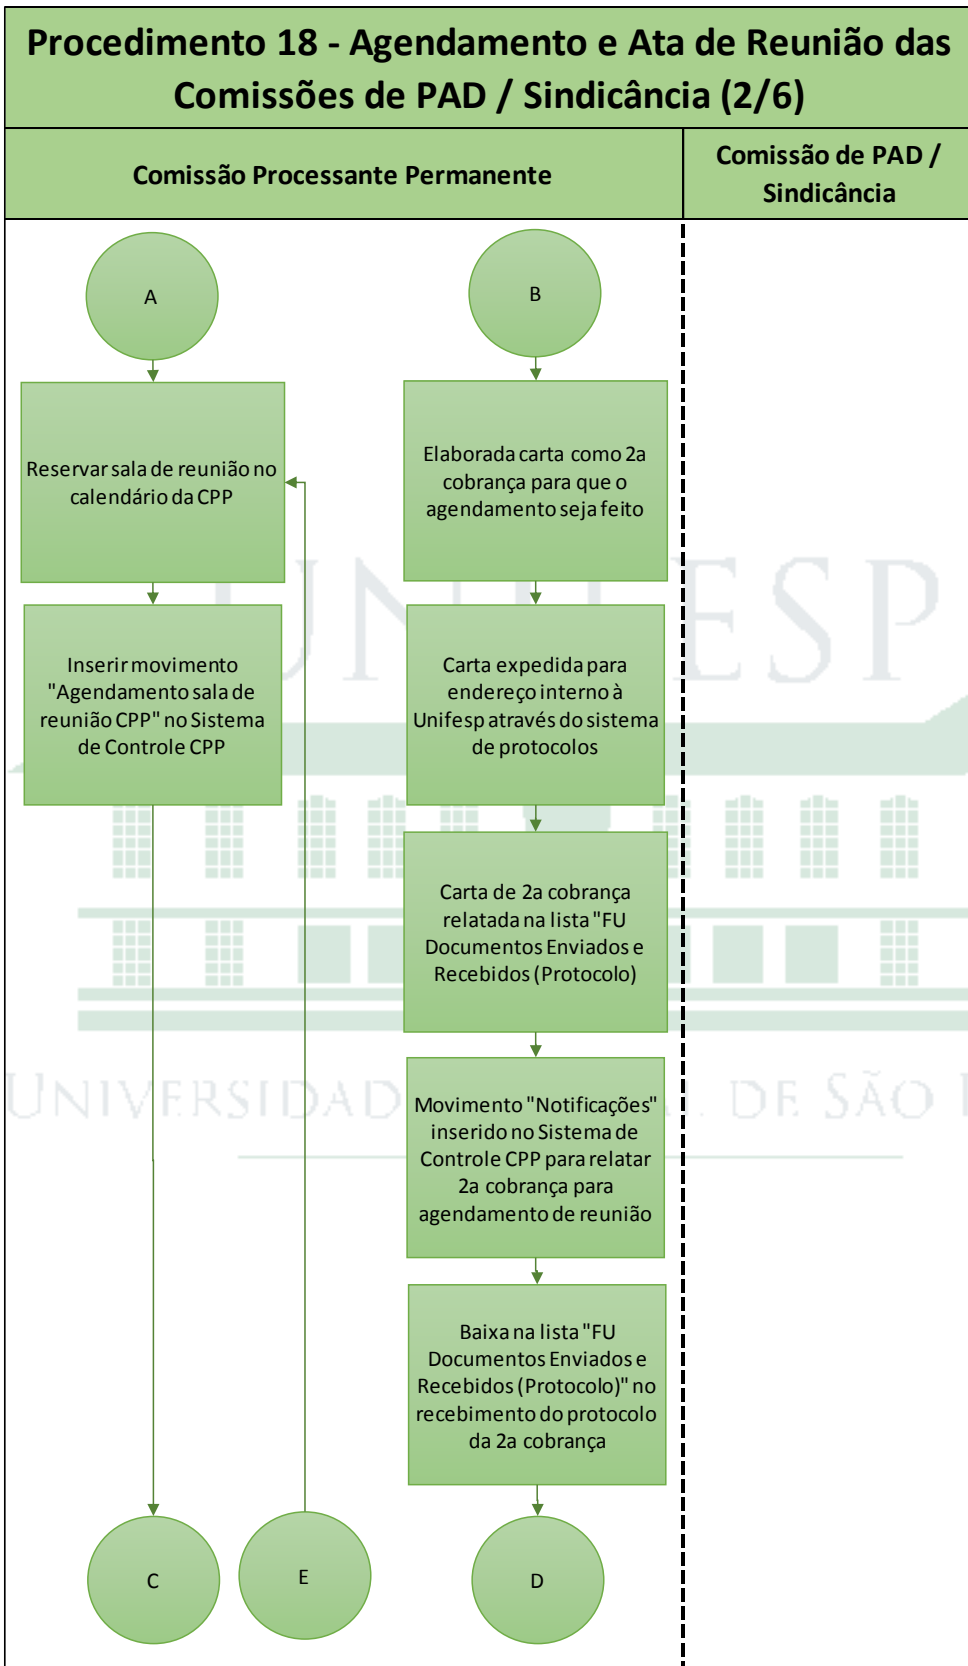 Procedimento 18 - Agendamento e Ata de Reunião das
Comissões de PAD / Sindicância (2/6)
Comissão Processante Permanente
Comissão de PAD /
Sindicância
A
Reservar sala de reunião no
calendário da CPP
Inserir movimento
"Agendamento sala de
reunião CPP" no Sistema
de Controle CPP
C
E
B
Elaborada carta como 2a
cobrança para que o
agendamento seja feito
Carta expedida para
endereço interno à
Unifesp através do sistema
de protocolos
Carta de 2a cobrança
relatada na lista "FU
Documentos Enviados e
Recebidos (Protocolo)
Movimento "Notificações"
inserido no Sistema de
Controle CPP para relatar
2a cobrança para
agendamento de reunião
Baixa na lista "FU
Documentos Enviados e
Recebidos (Protocolo)" no
recebimento do protocolo
da 2a cobrança
D